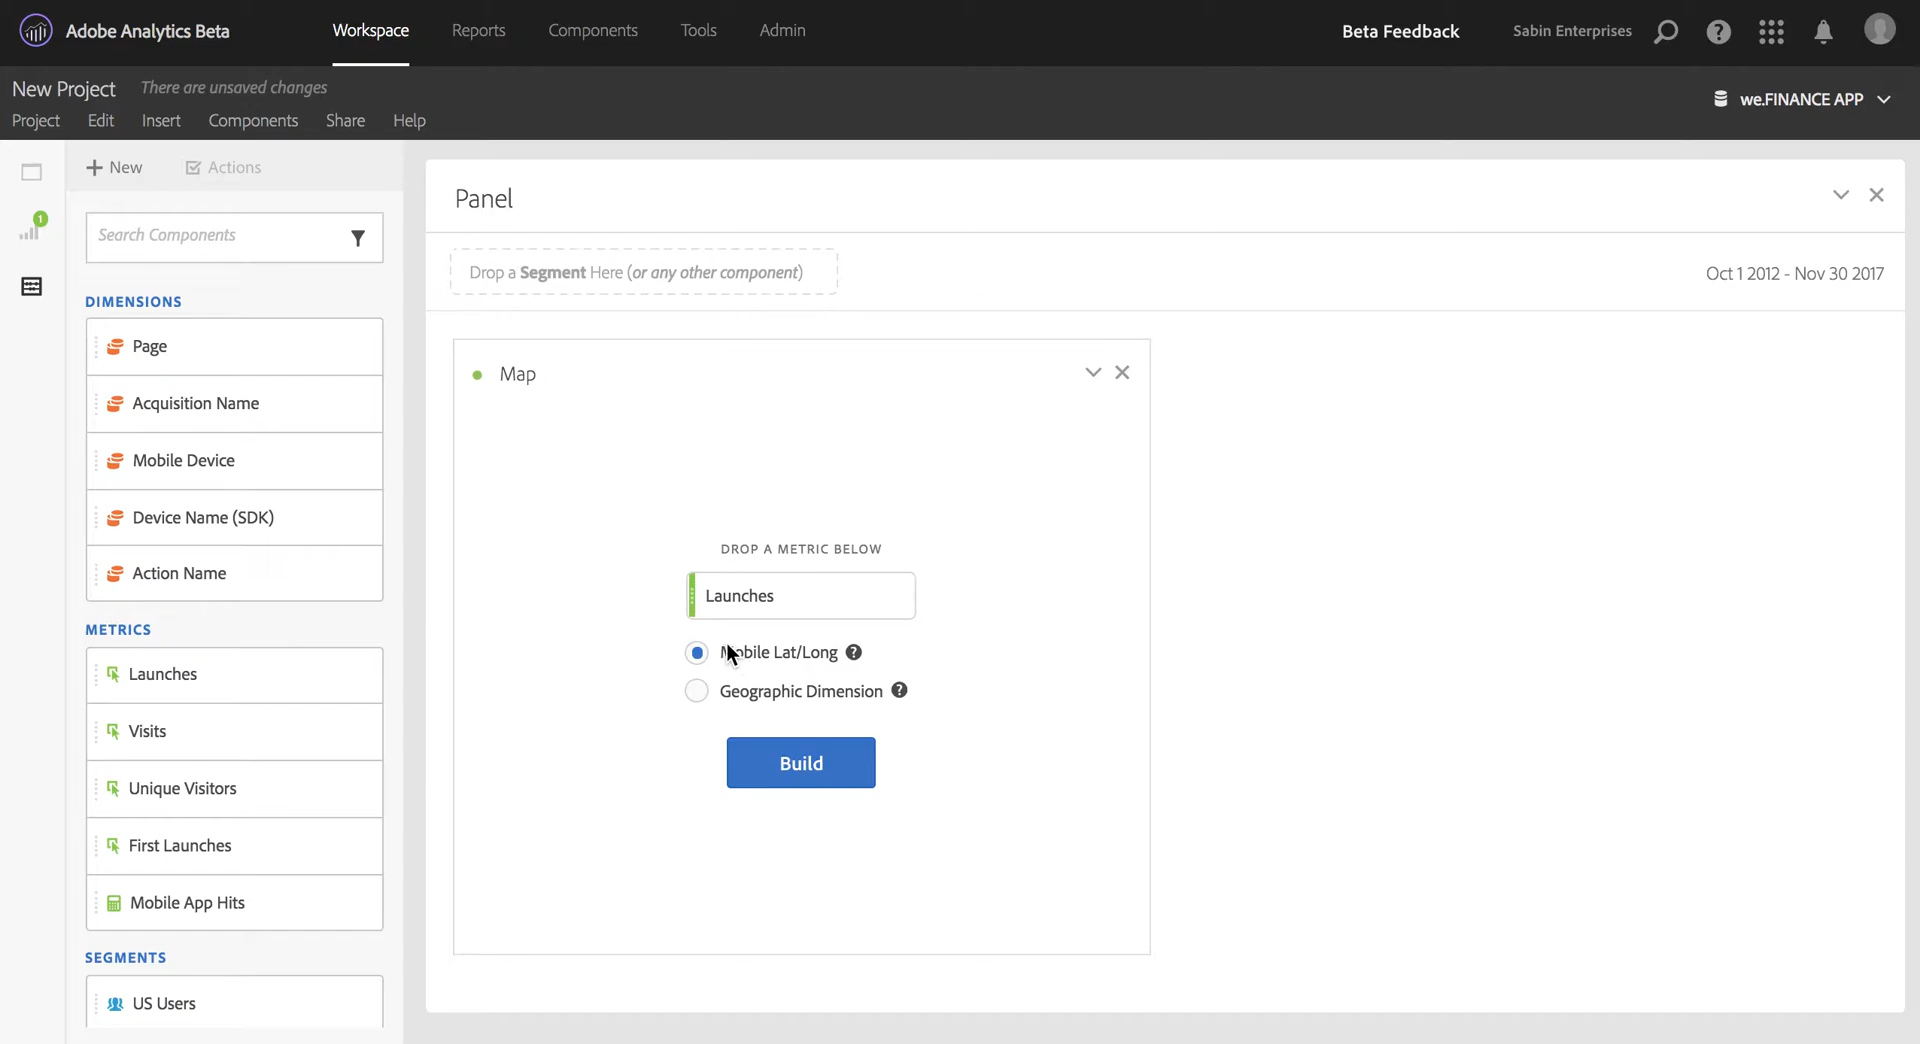 Adobe Analytics Beta
Workspace
Reports
Components
Tools
Admin
Beta Feedback
Sabin Enterprises
New Project
There are unsaved changes
Project
Edit
Insert
Components
Share
Help
we.FINANCE APP
1
New
Actions
Search Components
DIMENSIONS
Page
Acquisition Name
Mobile Device
Device Name (SDK)
Action Name
METRICS
Launches
Visits
Unique Visitors
First Launches
Mobile App Hits
SEGMENTS
US Users
Panel
Drop a Segment Here (or any other component)
Oct 1 2012 - Nov 30 2017
Map
DROP A METRIC BELOW
Launches
Mobile Lat/Long
Geographic Dimension
Build